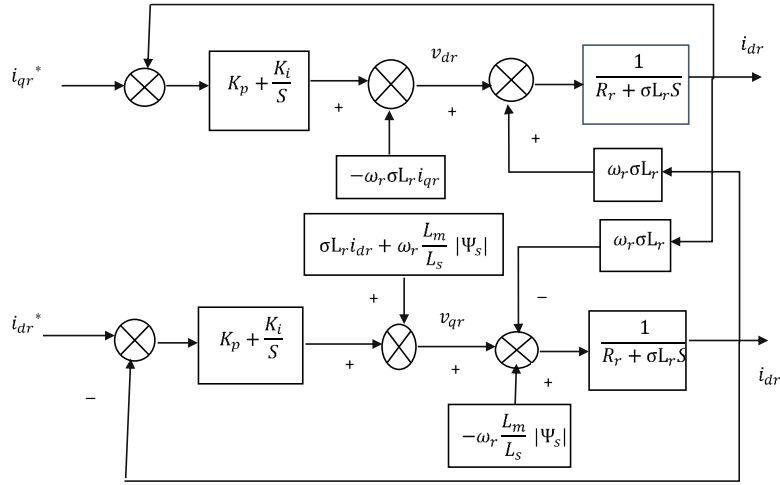 i_qr*
K_p + K_i/S
+
−ω_r σL_r i_qr
v_dr
+
+
1/(R_r + σL_r S)
i_dr
ω_r σL_r
ω_r σL_r
σL_r i_dr + ω_r L_m/L_s |Ψ_s|
+
−
i_dr*
−
K_p + K_i/S
+
v_qr
+
+
−ω_r L_m/L_s |Ψ_s|
1/(R_r + σL_r S)
i_dr